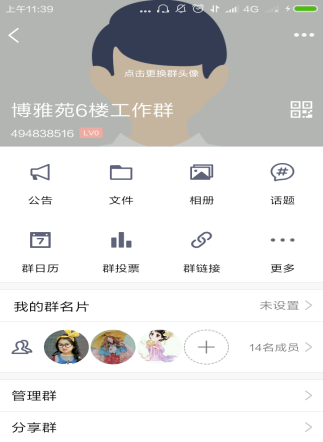 上午11:39
... 4G
点击更换群头像
博雅苑6楼工作群
494838516 LV0
公告 文件 相册 话题
7
群日历 群投票 群链接 更多
我的群名片 未设置
14名成员
管理群
分享群